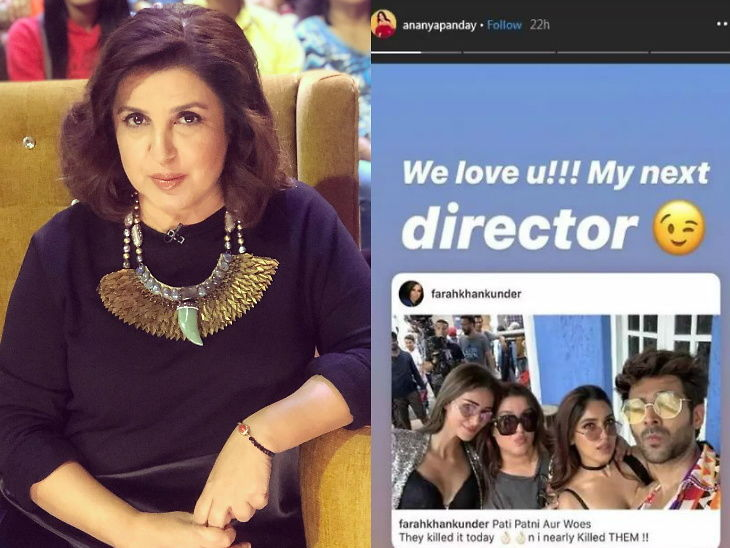 ananyapanday • Follow 22h
We love u!!! My next
director 😉
farahkhankunder
farahkhankunder Pati Patni Aur Woes
They killed it today 👌🏻👌🏻n i nearly Killed THEM !!